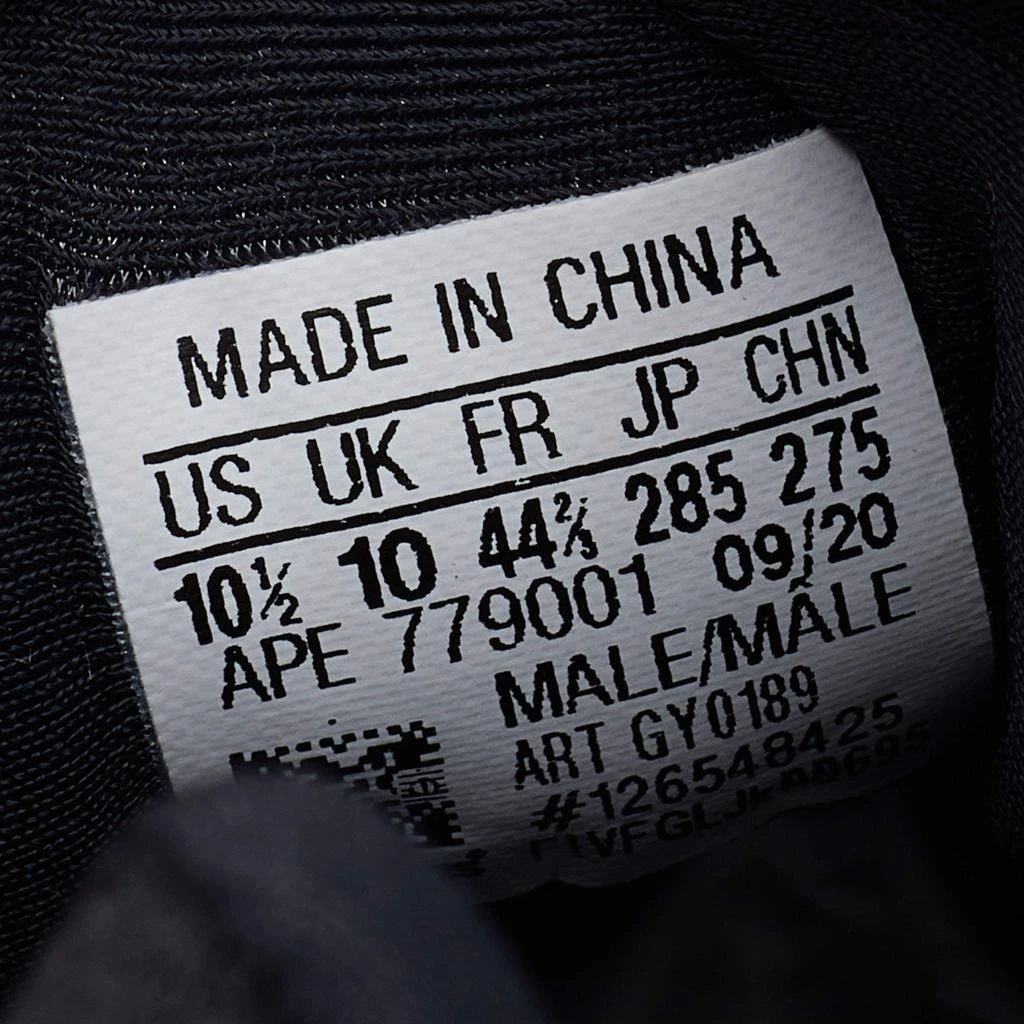 MADE IN CHINA
US UK FR JP CHN
10½ 10 44⅔ 285 275
APE 779001 09/20
MALE/MÂLE
ART GY0189
#126548425